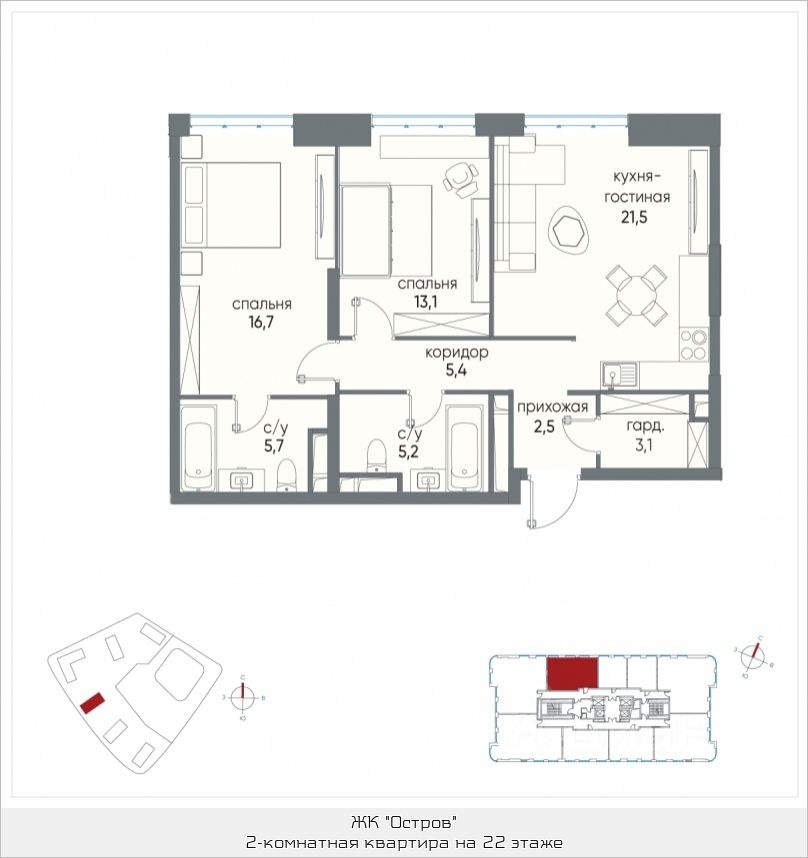 кухня-
гостиная
21,5
спальня
13,1
спальня
16,7
коридор
5,4
прихожая
2,5
гард.
3,1
с/у
5,7
с/у
5,2
С
З
В
Ю
С
З
В
Ю
ЖК "Остров"
2-комнатная квартира на 22 этаже